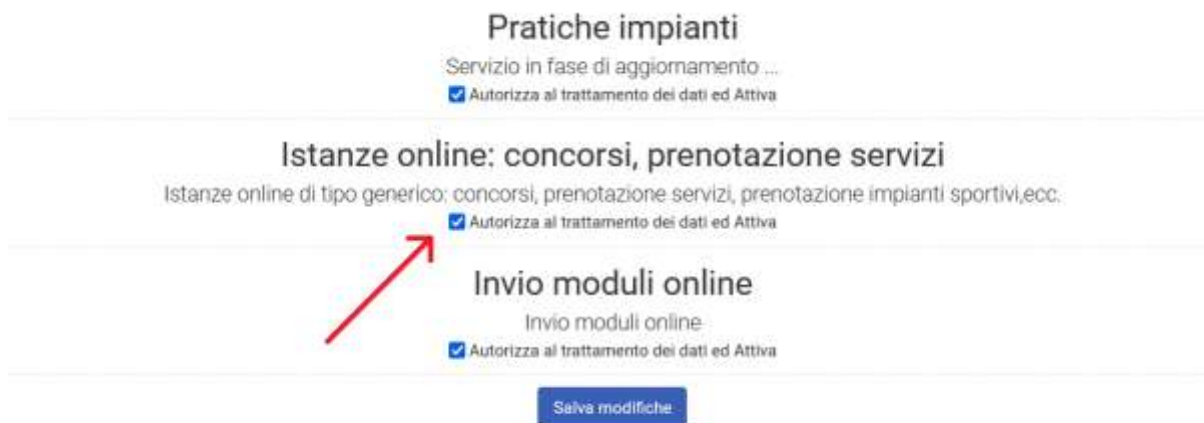 Pratiche impianti
Servizio in fase di aggiornamento ...
Autorizza al trattamento dei dati ed Attiva
Istanze online: concorsi, prenotazione servizi
Istanze online di tipo generico: concorsi, prenotazione servizi, prenotazione impianti sportivi,ecc.
Autorizza al trattamento dei dati ed Attiva
Invio moduli online
Invio moduli online
Autorizza al trattamento dei dati ed Attiva
Salva modifiche